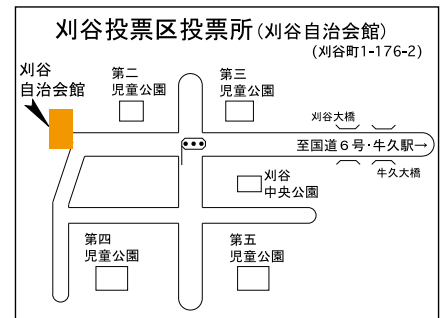 刈谷投票区投票所(刈谷自治会館)
(刈谷町1-176-2)
刈谷
自治会館
第二
児童公園
第三
児童公園
刈谷大橋
至国道6号・牛久駅→
牛久大橋
刈谷
中央公園
第四
児童公園
第五
児童公園